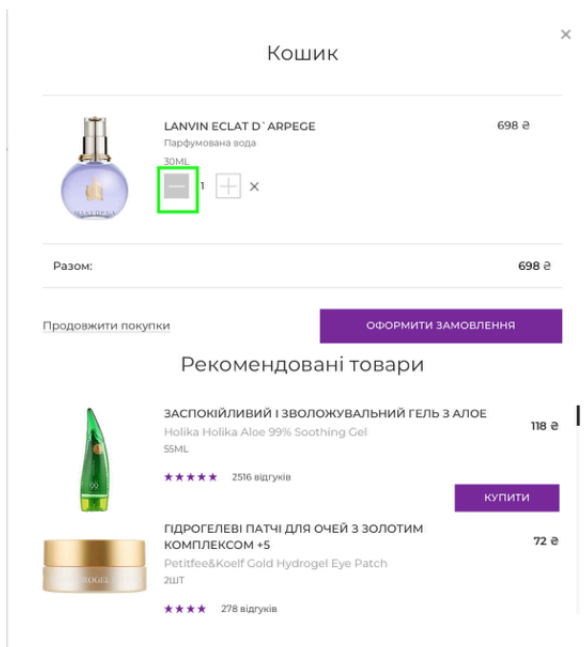 Кошик
LANVIN ECLAT D`ARPEGE
698 ₴
Парфумована вода
30ML
1
Разом:
698 ₴
Продовжити покупки
ОФОРМИТИ ЗАМОВЛЕННЯ
Рекомендовані товари
ЗАСПОКІЙЛИВИЙ І ЗВОЛОЖУВАЛЬНИЙ ГЕЛЬ З АЛОЕ
Holika Holika Aloe 99% Soothing Gel
118 ₴
55ML
2516 відгуків
КУПИТИ
ГІДРОГЕЛЕВІ ПАТЧІ ДЛЯ ОЧЕЙ З ЗОЛОТИМ
КОМПЛЕКСОМ +5
72 ₴
Petitfee&Koelf Gold Hydrogel Eye Patch
2ШТ
278 відгуків